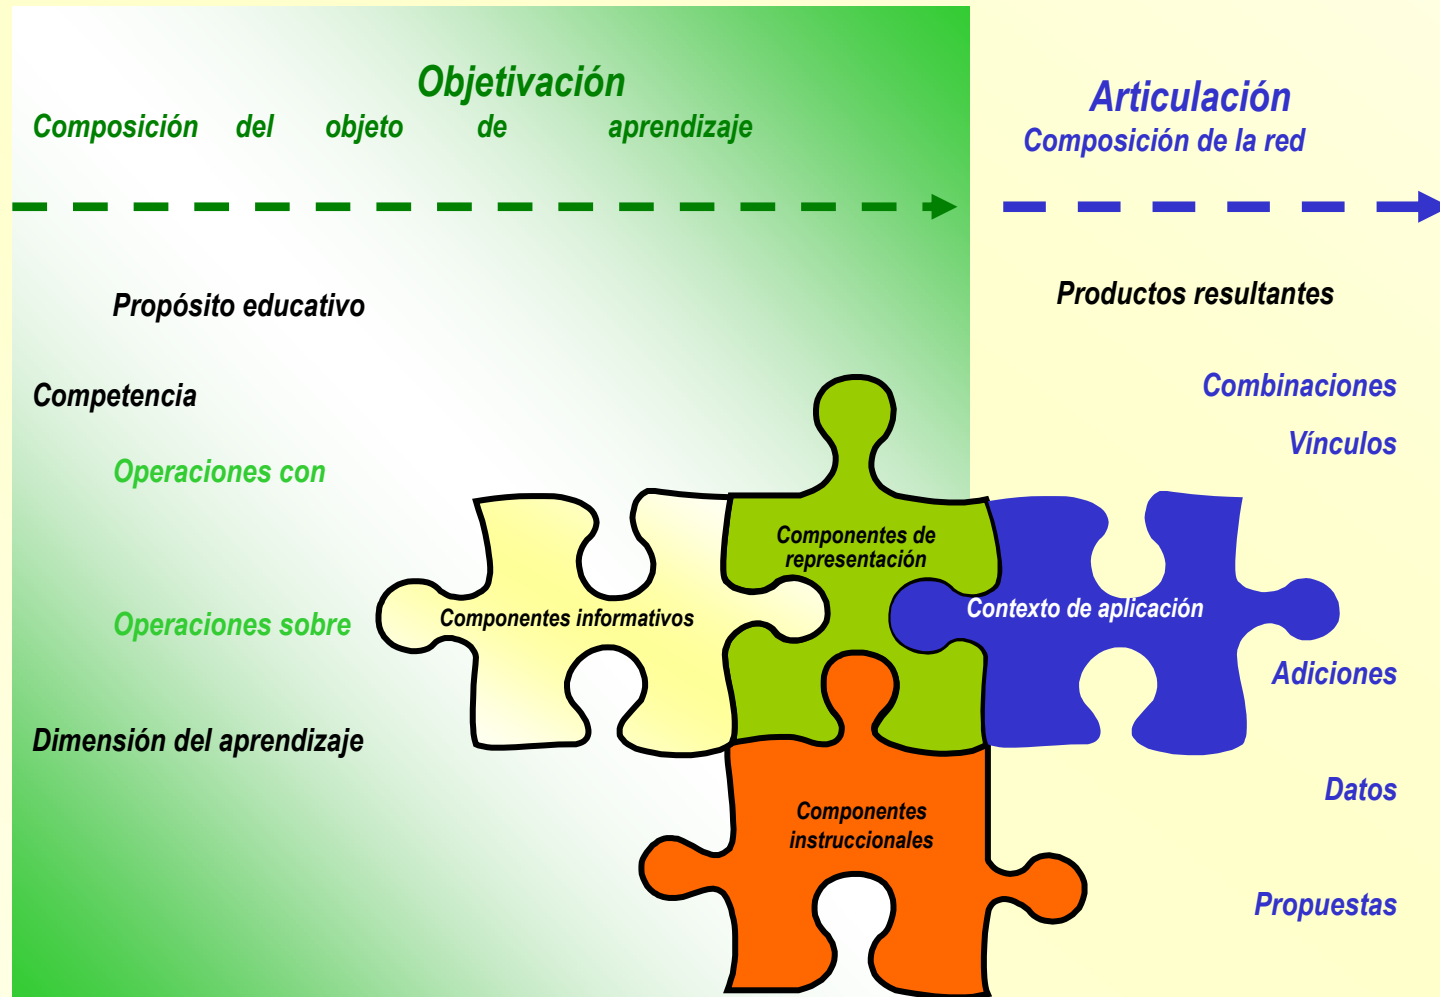 Objetivación
Composición del objeto de aprendizaje
Articulación
Composición de la red
Propósito educativo
Competencia
Operaciones con
Operaciones sobre
Dimensión del aprendizaje
Componentes informativos
Componentes de
representación
Contexto de aplicación
Componentes
instruccionales
Productos resultantes
Combinaciones
Vínculos
Adiciones
Datos
Propuestas